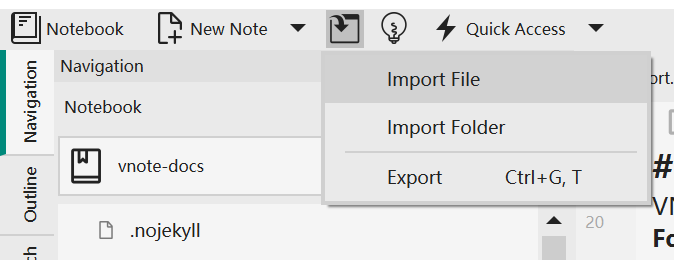 Notebook New Note Quick Access
Navigation
Navigation
Outline
Notebook
vnote-docs
.nojekyll
Import File
Import Folder
Export Ctrl+G, T
ort.
#
VN
Fo
20